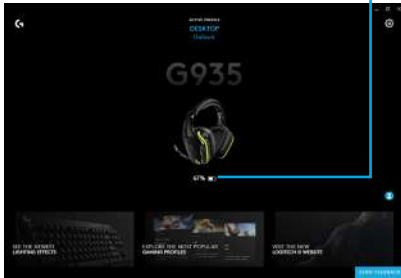 ACTIVE PROFILE
DESKTOP
Default
G935
67%
SEE THE NEWEST
LIGHTING EFFECTS
EXPLORE THE MOST POPULAR
GAMING PROFILES
VISIT THE NEW
LOGITECH G WEBSITE
SEND FEEDBACK